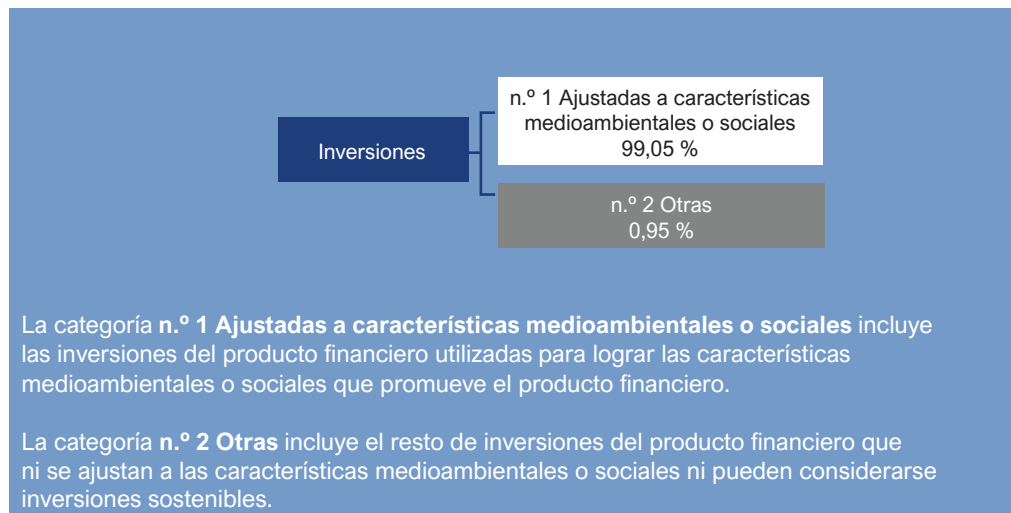 n.º 1 Ajustadas a características
medioambientales o sociales
99,05 %
Inversiones
n.º 2 Otras
0,95 %
La categoría n.º 1 Ajustadas a características medioambientales o sociales incluye
las inversiones del producto financiero utilizadas para lograr las características
medioambientales o sociales que promueve el producto financiero.
La categoría n.º 2 Otras incluye el resto de inversiones del producto financiero que
ni se ajustan a las características medioambientales o sociales ni pueden considerarse
inversiones sostenibles.